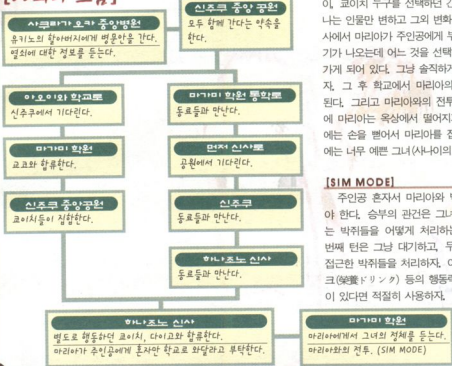 사쿠라가오카 중앙병원
유키노의 할아버지에게 병문안을 간다.
열쇠에 대한 정보를 듣는다.
신주쿠 중앙 공원
모두 함께 간다는 약속을
한다.
아오이와 학교로
신주쿠에서 기다린다.
마가미 학원 통학로
동료들과 만난다.
마가미 학원
교코와 합류한다.
먼저 신사로
공원에서 기다린다.
신주쿠 중앙공원
쿄이치들이 집합한다.
신주쿠
동료들과 만난다.
하나조노 신사
동료들과 만난다.
하나조노 신사
별도로 행동하던 쿄이치, 다이고와 합류한다.
마리아가 주인공에게 혼자만 학교로 와달라고 부탁한다.
마가미 학원
마리아에게서 그녀의 정체를 듣는다.
마리아와의 전투. (SIM MODE)
이, 쿄이치 누구를 선택하던 간
나는 인물만 변하고 그외 변화
사에서 마리아가 주인공에게 부
기가 나오는데 어느 것을 선택
가게 되어 있다. 그냥 솔직하게
자. 그 후 학교에서 마리아의
된다. 그리고 마리아와의 전투
에 마리아는 옥상에서 떨어지
에는 손을 뻗어서 마리아를 잡
에는 너무 예쁜 그녀(사나이의
[SIM MODE]
주인공 혼자서 마리아와
야 한다. 승부의 관건은 그녀
는 박쥐들을 어떻게 처리하는
번째 턴은 그냥 대기하고, 두
접근한 박쥐들을 처리하자. 이
크(栄養ドリンク) 등의 행동력
이 있다면 적절히 사용하자.